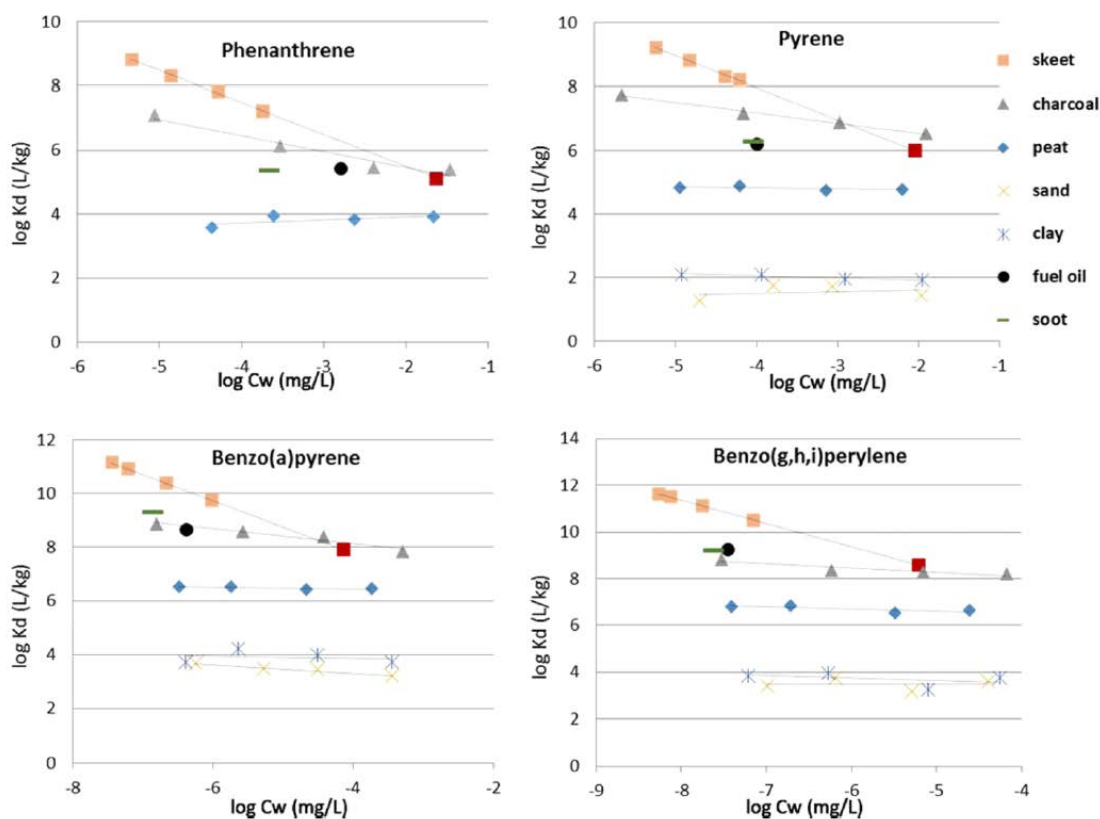 Phenanthrene
log Kd (L/kg)
10
8
6
4
2
0
-6 -5 -4 -3 -2 -1
log Cw (mg/L)
Pyrene
log Kd (L/kg)
10
8
6
4
2
0
-6 -5 -4 -3 -2 -1
log Cw (mg/L)
skeet
charcoal
peat
sand
clay
fuel oil
soot
Benzo(a)pyrene
log Kd (L/kg)
12
10
8
6
4
2
0
-8 -6 -4 -2
log Cw (mg/L)
Benzo(g,h,i)perylene
log Kd (L/kg)
14
12
10
8
6
4
2
0
-9 -8 -7 -6 -5 -4
log Cw (mg/L)